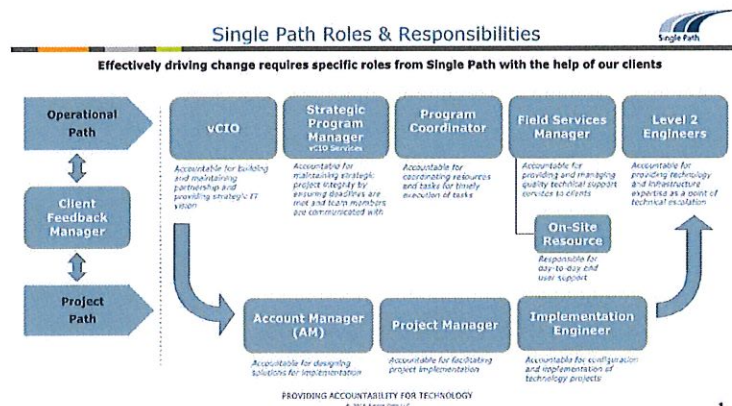 Single Path Roles & Responsibilities
Single Path
Effectively driving change requires specific roles from Single Path with the help of our clients
Operational
Path
vCIO
Strategic
Program
Manager
vCIO Services
Program
Coordinator
Field Services
Manager
Level 2
Engineers
Accountable for building
and maintaining
partnership and
providing strategic IT
vision
Accountable for
maintaining strategic
project integrity by
ensuring deadlines are
met and team members
are communicated with
Accountable for
coordinating resources
and tasks for timely
execution of tasks
Accountable for
providing and managing
quality technical support
services to clients
Accountable for
providing technology
and infrastructure
expertise as a point of
technical escalation
Client
Feedback
Manager
On-Site
Resource
Responsible for
day-to-day end
user support
Project
Path
Account Manager
(AM)
Project Manager
Implementation
Engineer
Accountable for designing
solutions for implementation
Accountable for facilitating
project implementation
Accountable for configuration
and implementation of
technology projects
PROVIDING ACCOUNTABILITY FOR TECHNOLOGY
1